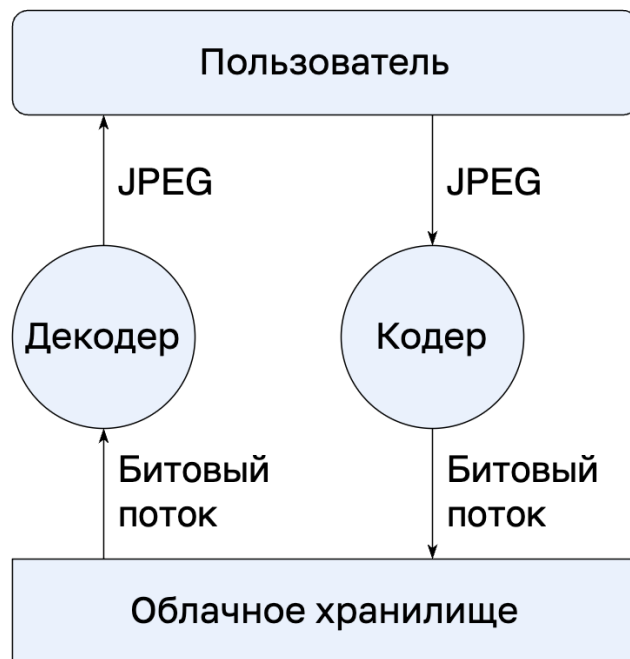 Пользователь
JPEG
JPEG
Декодер
Кодер
Битовый
поток
Битовый
поток
Облачное хранилище